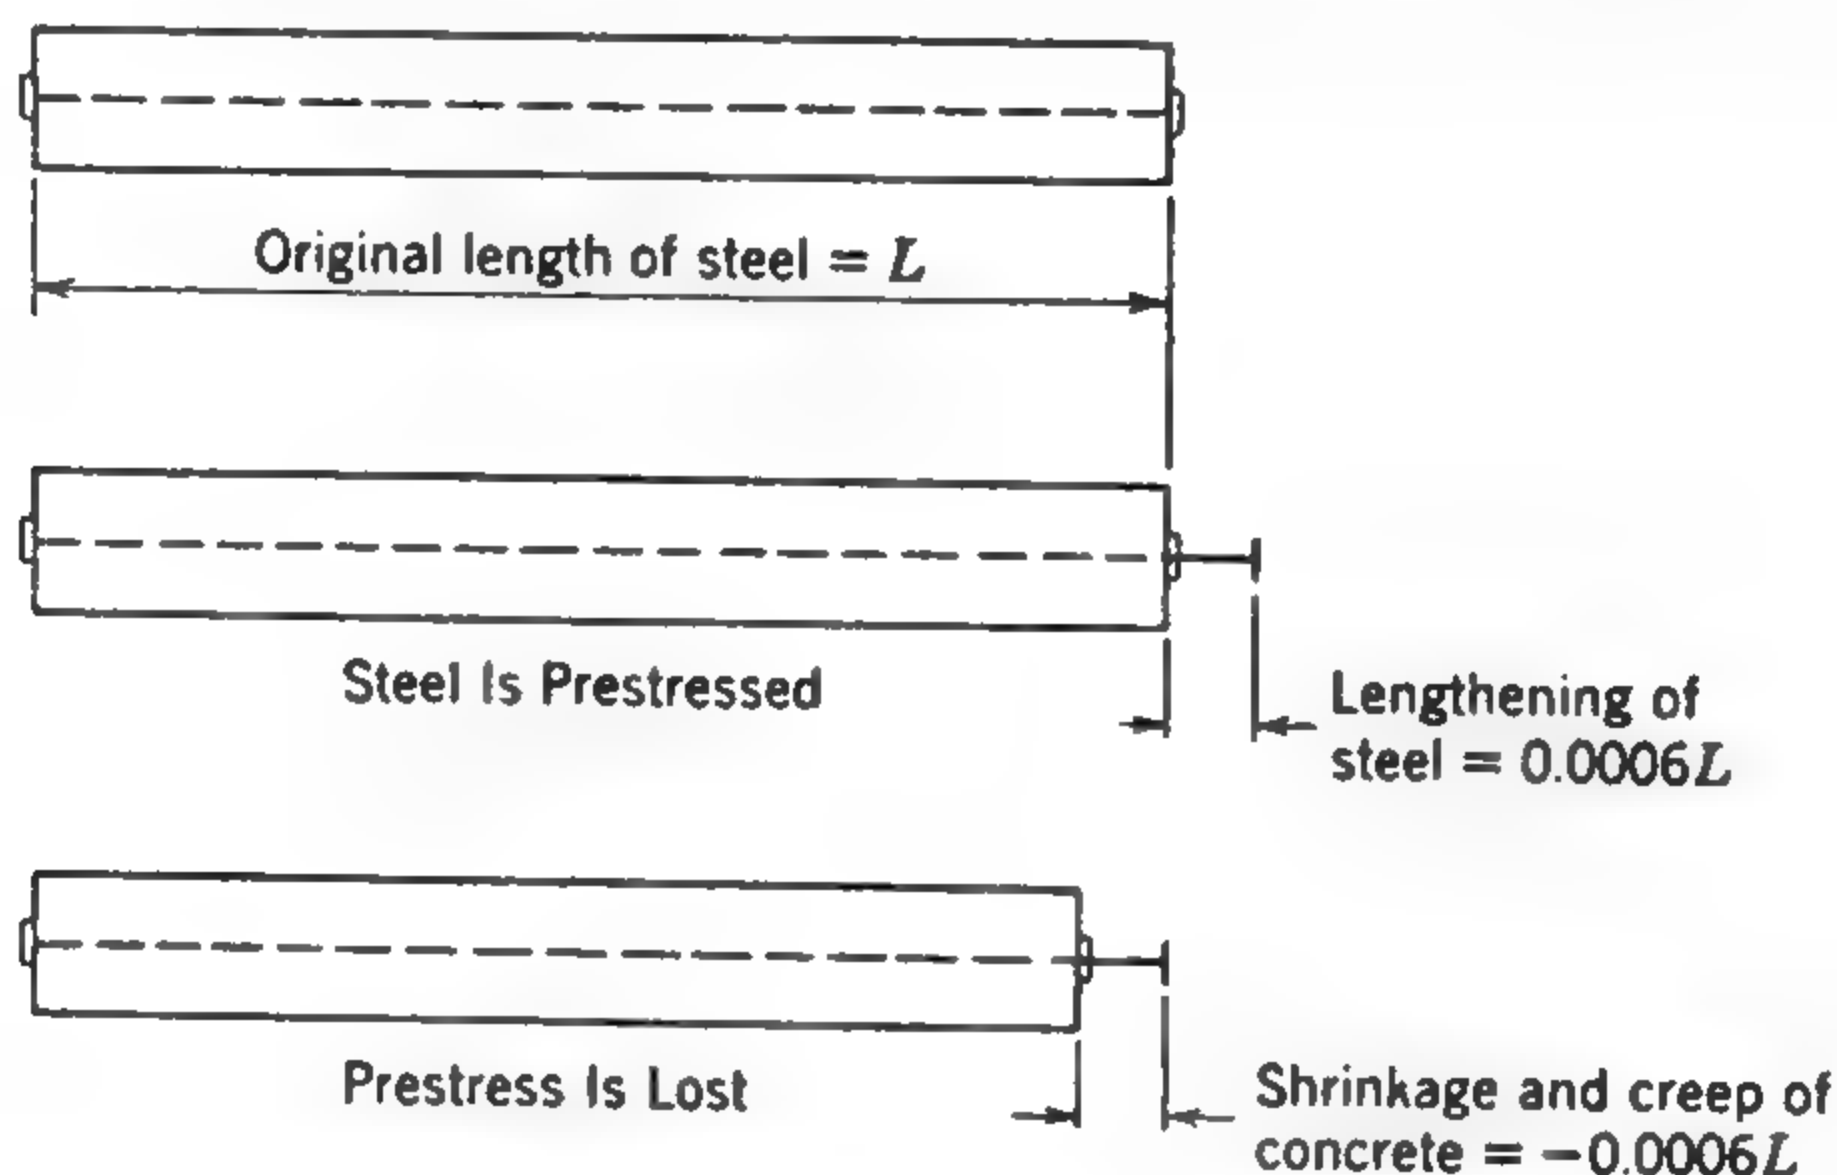 Original length of steel = L
Steel Is Prestressed
Lengthening of
steel = 0.0006L
Prestress Is Lost
Shrinkage and creep of
concrete = −0.0006L